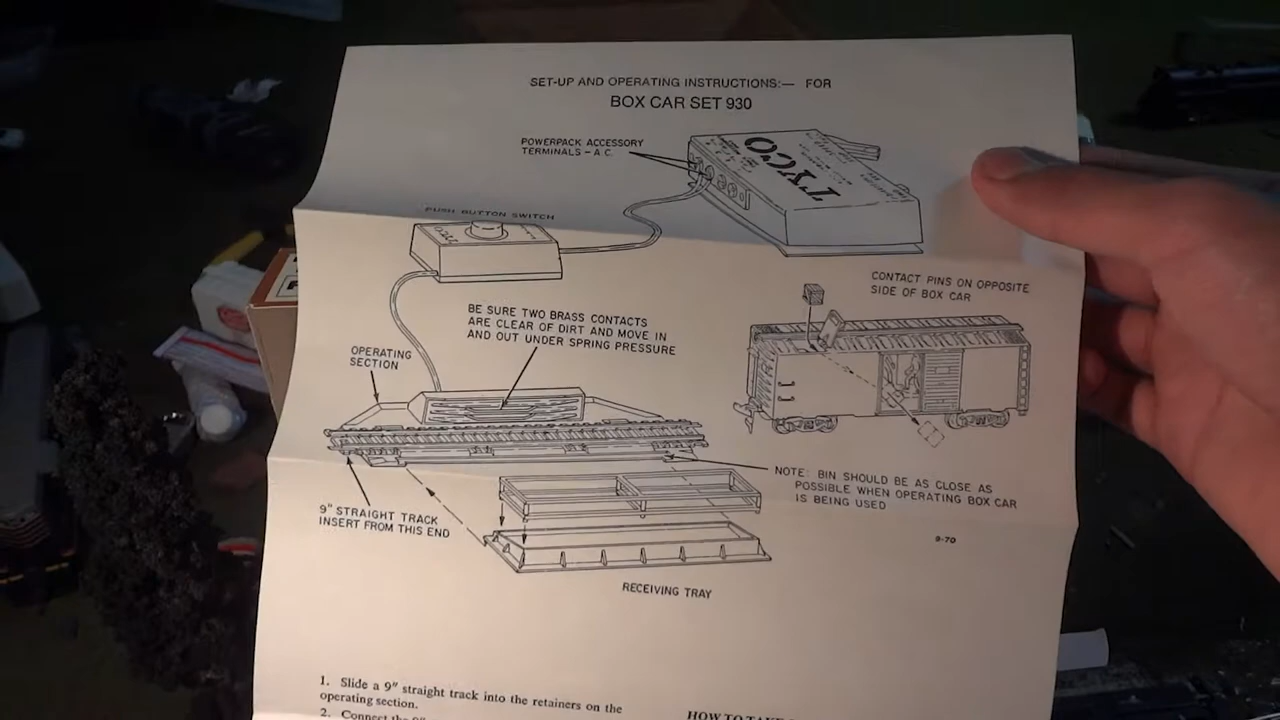 SET-UP AND OPERATING INSTRUCTIONS:— FOR
BOX CAR SET 930
POWERPACK ACCESSORY
TERMINALS – A.C.
TYCO
PUSH BUTTON SWITCH
CONTACT PINS ON OPPOSITE
SIDE OF BOX CAR
BE SURE TWO BRASS CONTACTS
ARE CLEAR OF DIRT AND MOVE IN
AND OUT UNDER SPRING PRESSURE
OPERATING
SECTION
NOTE: BIN SHOULD BE AS CLOSE AS
POSSIBLE WHEN OPERATING BOX CAR
IS BEING USED
9" STRAIGHT TRACK
INSERT FROM THIS END
9-70
RECEIVING TRAY
1. Slide a 9" straight track into the retainers on the
operating section.
2. Connect the 9"
HOW TO TAKE